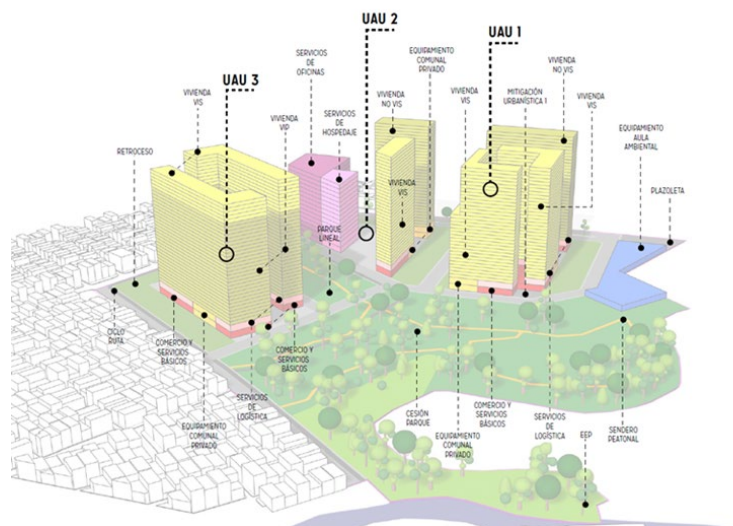 UAU 2
UAU 1
EQUIPAMIENTO
COMUNAL
PRIVADO
SERVICIOS
DE
OFICINAS
VIVIENDA
NO VIS
UAU 3
VIVIENDA
VIS
VIVIENDA
NO VIS
VIVIENDA
VIS
MITIGACIÓN
URBANÍSTICA 1
VIVIENDA
VIS
VIVIENDA
VIP
SERVICIOS
DE
HOSPEDAJE
EQUIPAMIENTO
AULA
AMBIENTAL
RETROCESO
PLAZOLETA
VIVIENDA
VIS
PARQUE
LINEAL
CICLO
RUTA
COMERCIO Y
SERVICIOS
BÁSICOS
COMERCIO Y
SERVICIOS
BÁSICOS
SERVICIOS
DE
LOGÍSTICA
EQUIPAMIENTO
COMUNAL
PRIVADO
CESIÓN
PARQUE
EQUIPAMIENTO
COMUNAL
PRIVADO
COMERCIO Y
SERVICIOS
BÁSICOS
SERVICIOS
DE
LOGÍSTICA
EEP
SENDERO
PEATONAL